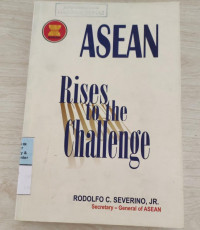 ASEAN
Rises
to the
Challenge
RODOLFO C. SEVERINO, JR.
Secretary – General of ASEAN